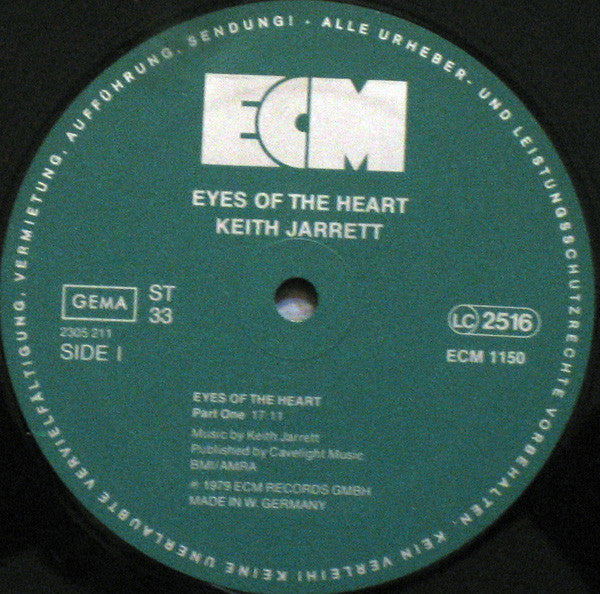 ALLE URHEBER- UND LEISTUNGSSCHUTZRECHTE VORBEHALTEN. KEIN VERLEIH! KEINE UNERLAUBTE VERVIELFÄLTIGUNG, VERMIETUNG, AUFFÜHRUNG, SENDUNG! -
ECM
EYES OF THE HEART
KEITH JARRETT
GEMA
ST
33
2305 211
SIDE I
LC 2516
ECM 1150
EYES OF THE HEART
Part One 17 11
Music by Keith Jarrett
Published by Cavelight Music
BMI/AMRA
℗ 1979 ECM RECORDS GMBH
MADE IN W. GERMANY